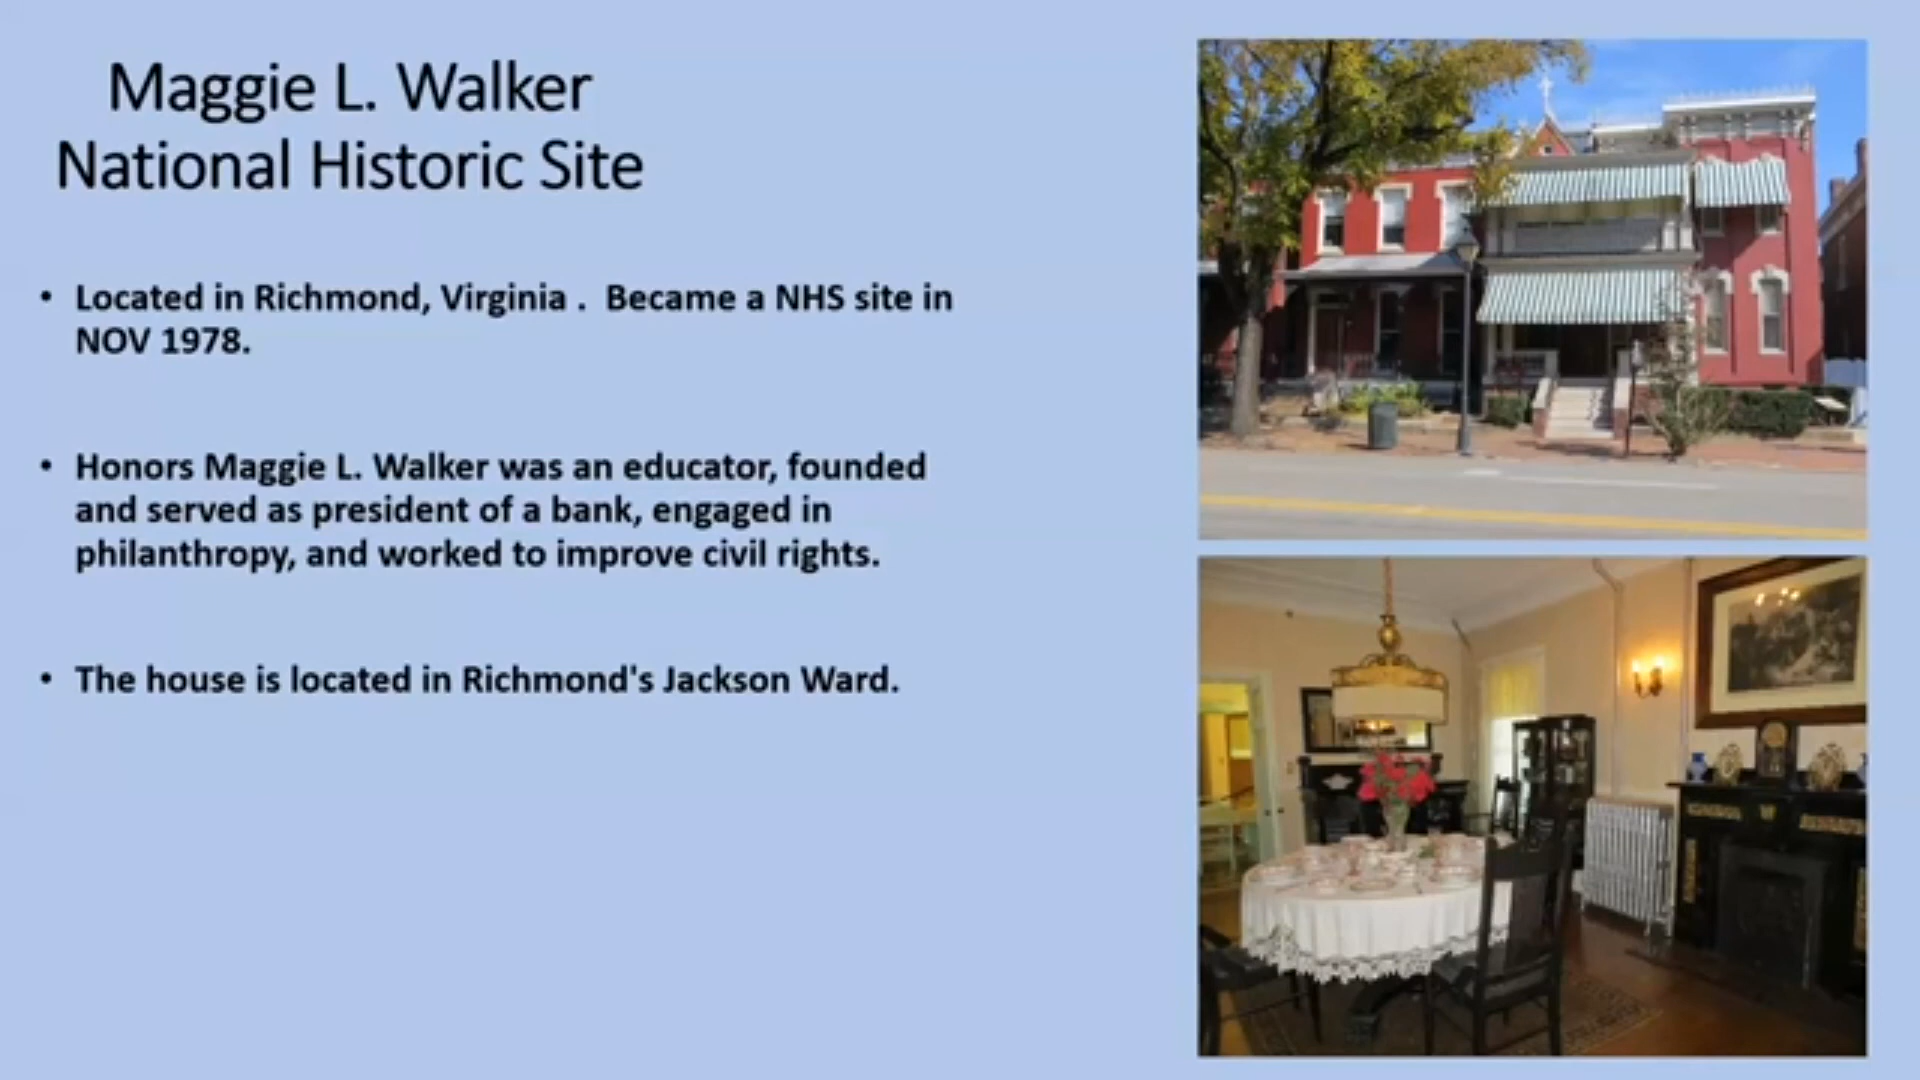 Maggie L. Walker
National Historic Site
• Located in Richmond, Virginia .  Became a NHS site in
NOV 1978.
• Honors Maggie L. Walker was an educator, founded
and served as president of a bank, engaged in
philanthropy, and worked to improve civil rights.
• The house is located in Richmond's Jackson Ward.